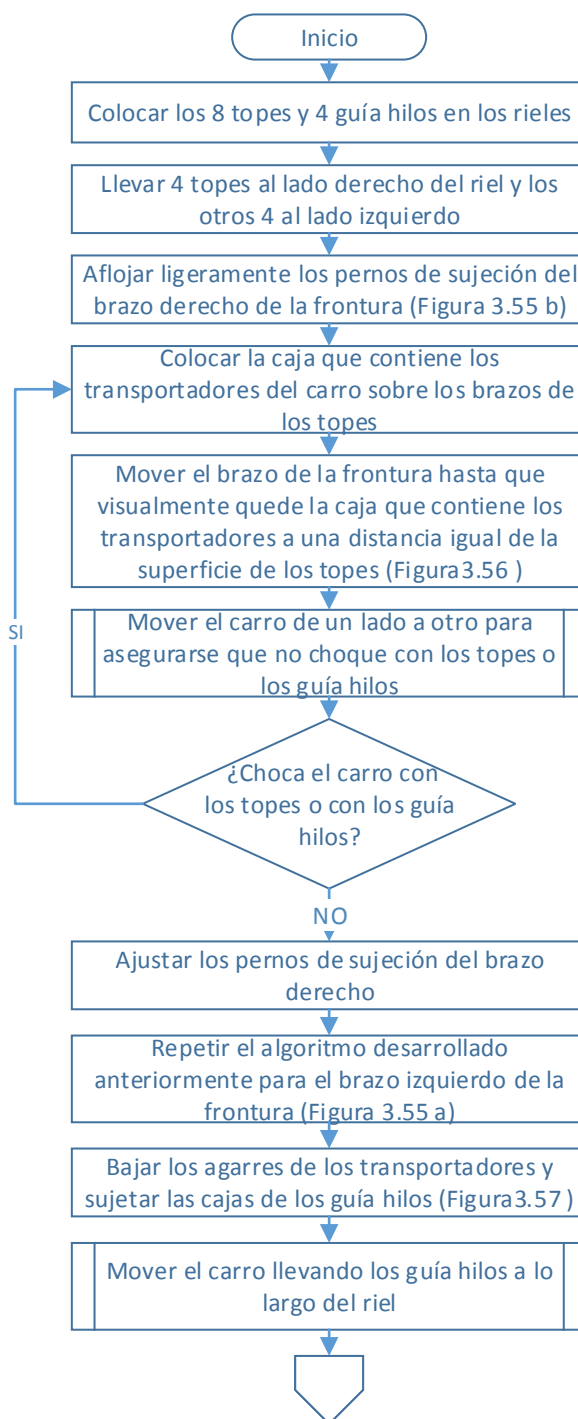 Inicio
Colocar los 8 topes y 4 guía hilos en los rieles
Llevar 4 topes al lado derecho del riel y los
otros 4 al lado izquierdo
Aflojar ligeramente los pernos de sujeción del
brazo derecho de la frontura (Figura 3.55 b)
Colocar la caja que contiene los
transportadores del carro sobre los brazos de
los topes
Mover el brazo de la frontura hasta que
visualmente quede la caja que contiene los
transportadores a una distancia igual de la
superficie de los topes (Figura3.56 )
Mover el carro de un lado a otro para
asegurarse que no choque con los topes o
los guía hilos
SI
¿Choca el carro con
los topes o con los guía
hilos?
NO
Ajustar los pernos de sujeción del brazo
derecho
Repetir el algoritmo desarrollado
anteriormente para el brazo izquierdo de la
frontura (Figura 3.55 a)
Bajar los agarres de los transportadores y
sujetar las cajas de los guía hilos (Figura3.57 )
Mover el carro llevando los guía hilos a lo
largo del riel